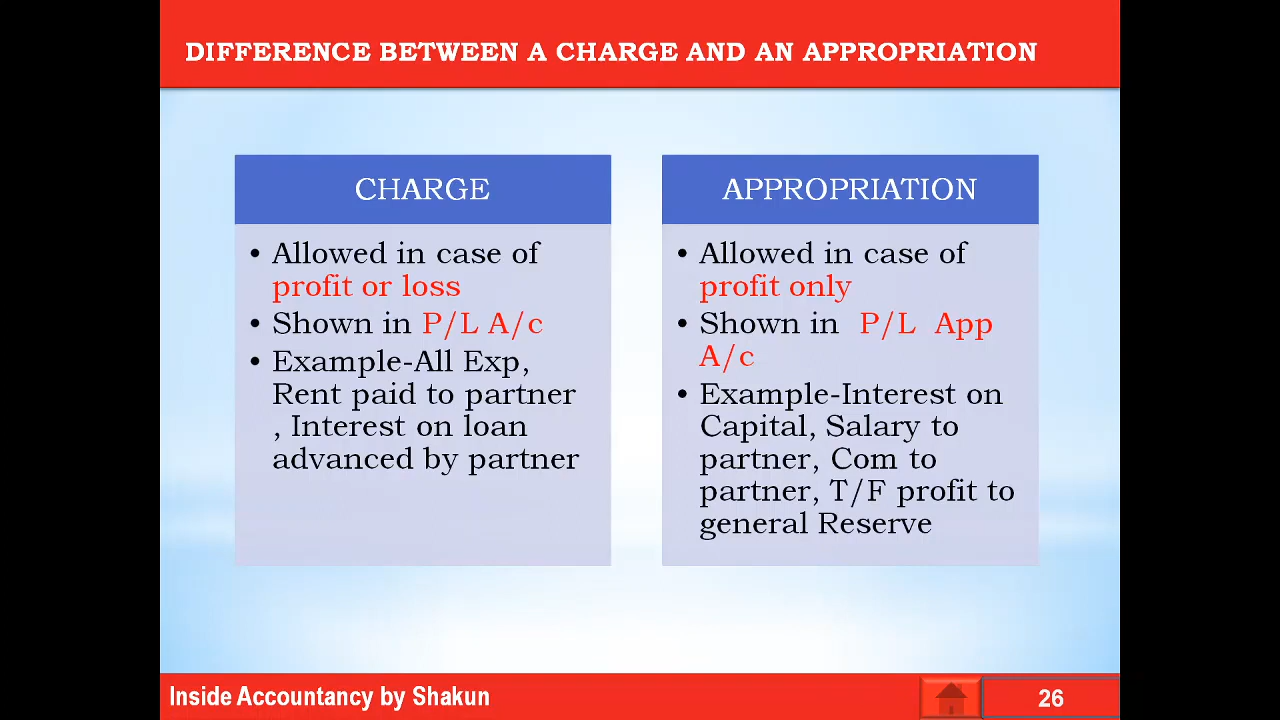 DIFFERENCE BETWEEN A CHARGE AND AN APPROPRIATION
CHARGE
• Allowed in case of
profit or loss
• Shown in P/L A/c
• Example-All Exp,
Rent paid to partner
, Interest on loan
advanced by partner
APPROPRIATION
• Allowed in case of
profit only
• Shown in P/L App
A/c
• Example-Interest on
Capital, Salary to
partner, Com to
partner, T/F profit to
general Reserve
Inside Accountancy by Shakun
26